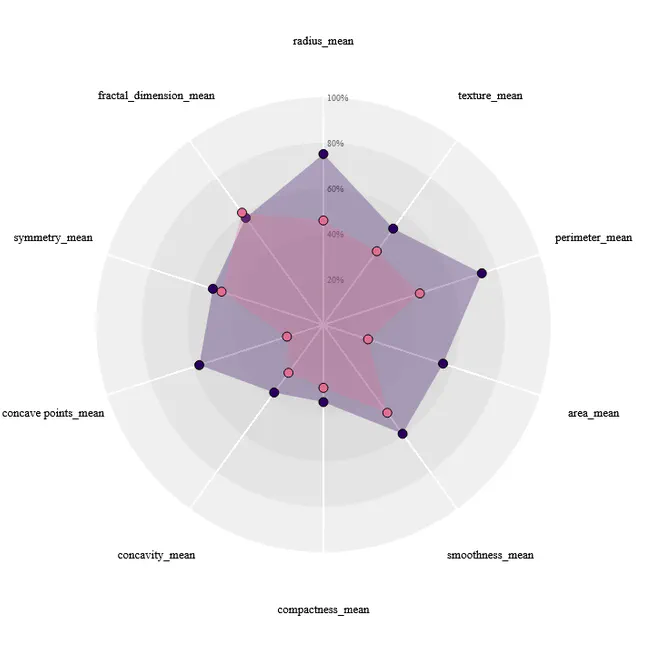 radius_mean
fractal_dimension_mean
texture_mean
100%
80%
60%
40%
20%
symmetry_mean
perimeter_mean
concave points_mean
area_mean
concavity_mean
smoothness_mean
compactness_mean